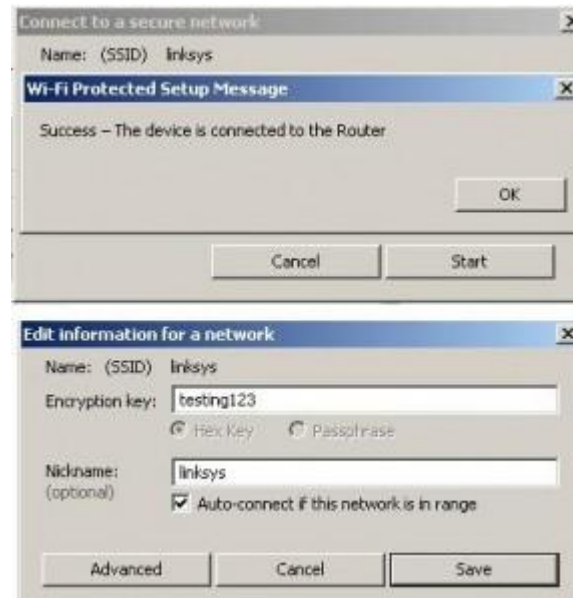 Connect to a secure network
Name: (SSID) linksys
Wi-Fi Protected Setup Message
Success – The device is connected to the Router
OK
Cancel Start
Edit information for a network
Name: (SSID) linksys
Encryption key: testing123
Hex Key Passphrase
Nickname: linksys
(optional)
Auto-connect if this network is in range
Advanced Cancel Save